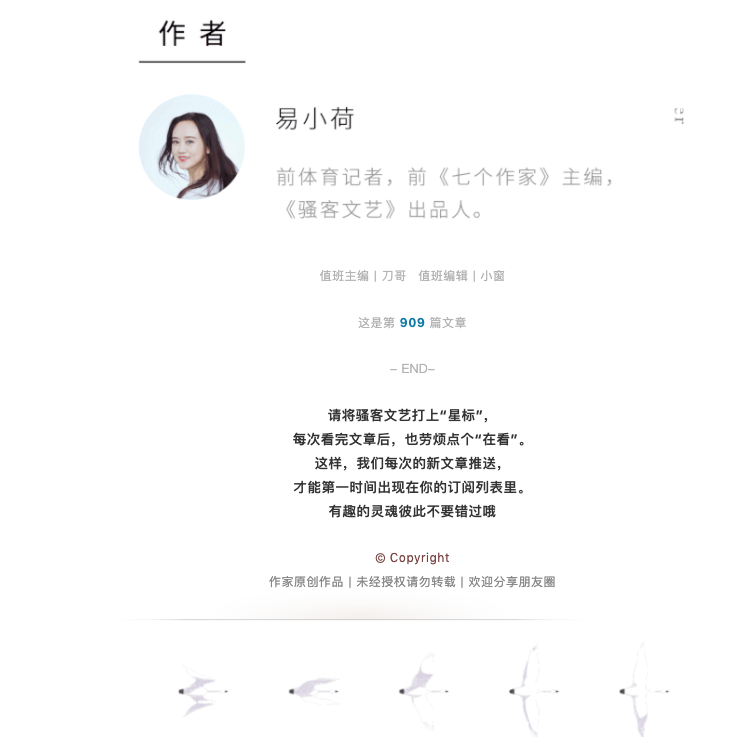 作者
易小荷
前体育记者，前《七个作家》主编，
《骚客文艺》出品人。
值班主编 | 刀哥 值班编辑 | 小窗
这是第 909 篇文章
– END–
请将骚客文艺打上“星标”，
每次看完文章后，也劳烦点个“在看”。
这样，我们每次的新文章推送，
才能第一时间出现在你的订阅列表里。
有趣的灵魂彼此不要错过哦
© Copyright
作家原创作品 | 未经授权请勿转载 | 欢迎分享朋友圈